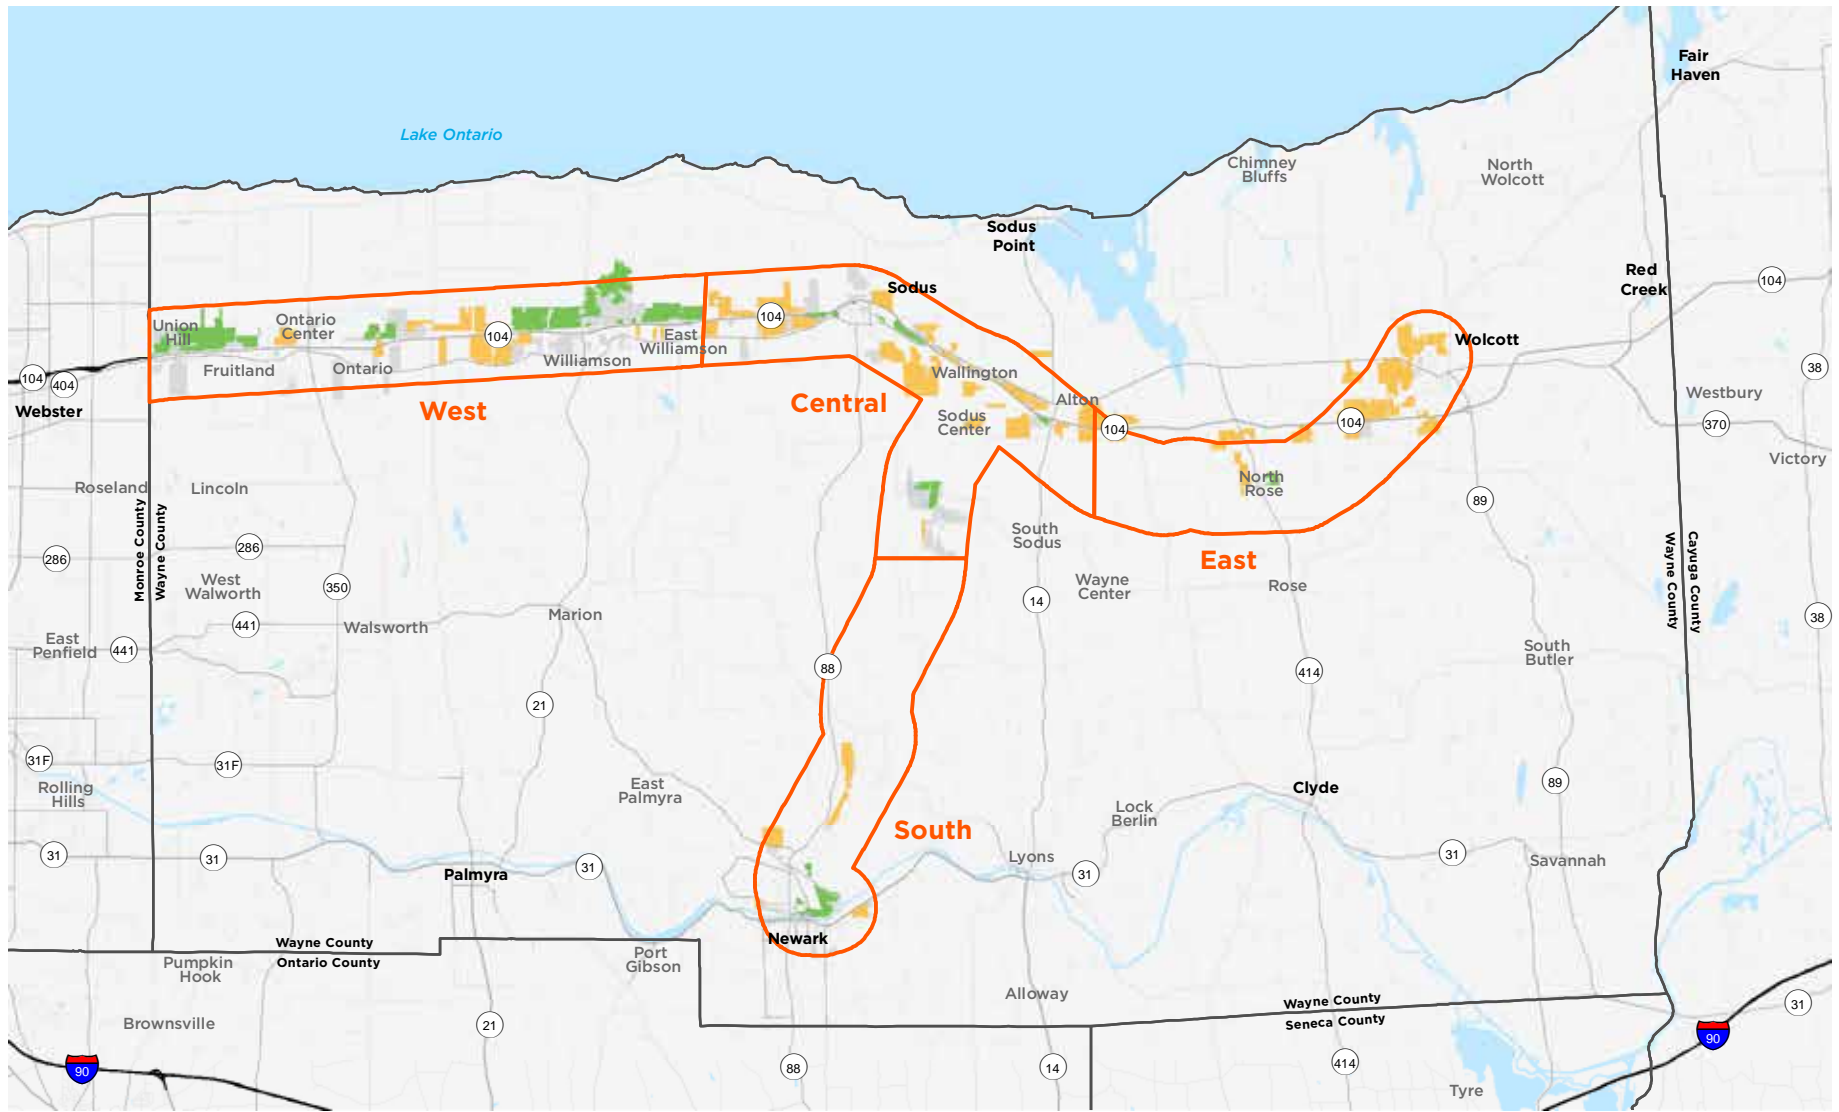 Fair
Haven
Lake Ontario
Chimney
Bluffs
North
Wolcott
Sodus
Point
Red
Creek
104
Sodus
Union
Hill
Ontario
Center
104
104
East
Williamson
Wolcott
Williamson
Fruitland
Ontario
Wallington
104
404
Webster
West
Central
Alton
Sodus
Center
104
104
38
Westbury
370
Victory
North
Rose
Roseland
Lincoln
89
Monroe County
Wayne County
286
286
South
Sodus
East
Wayne County
Cayuga County
West
Walworth
350
Wayne
Center
Rose
14
Marion
441
Walsworth
38
East
Penfield
441
88
414
South
Butler
21
31F
31F
Rolling
Hills
East
Palmyra
Clyde
89
Lock
Berlin
South
31
31
Palmyra
31
Lyons
31
31
Savannah
Newark
Wayne County
Ontario County
Pumpkin
Hook
Port
Gibson
Alloway
Wayne County
Seneca County
31
Brownsville
21
90
90
88
14
414
Tyre